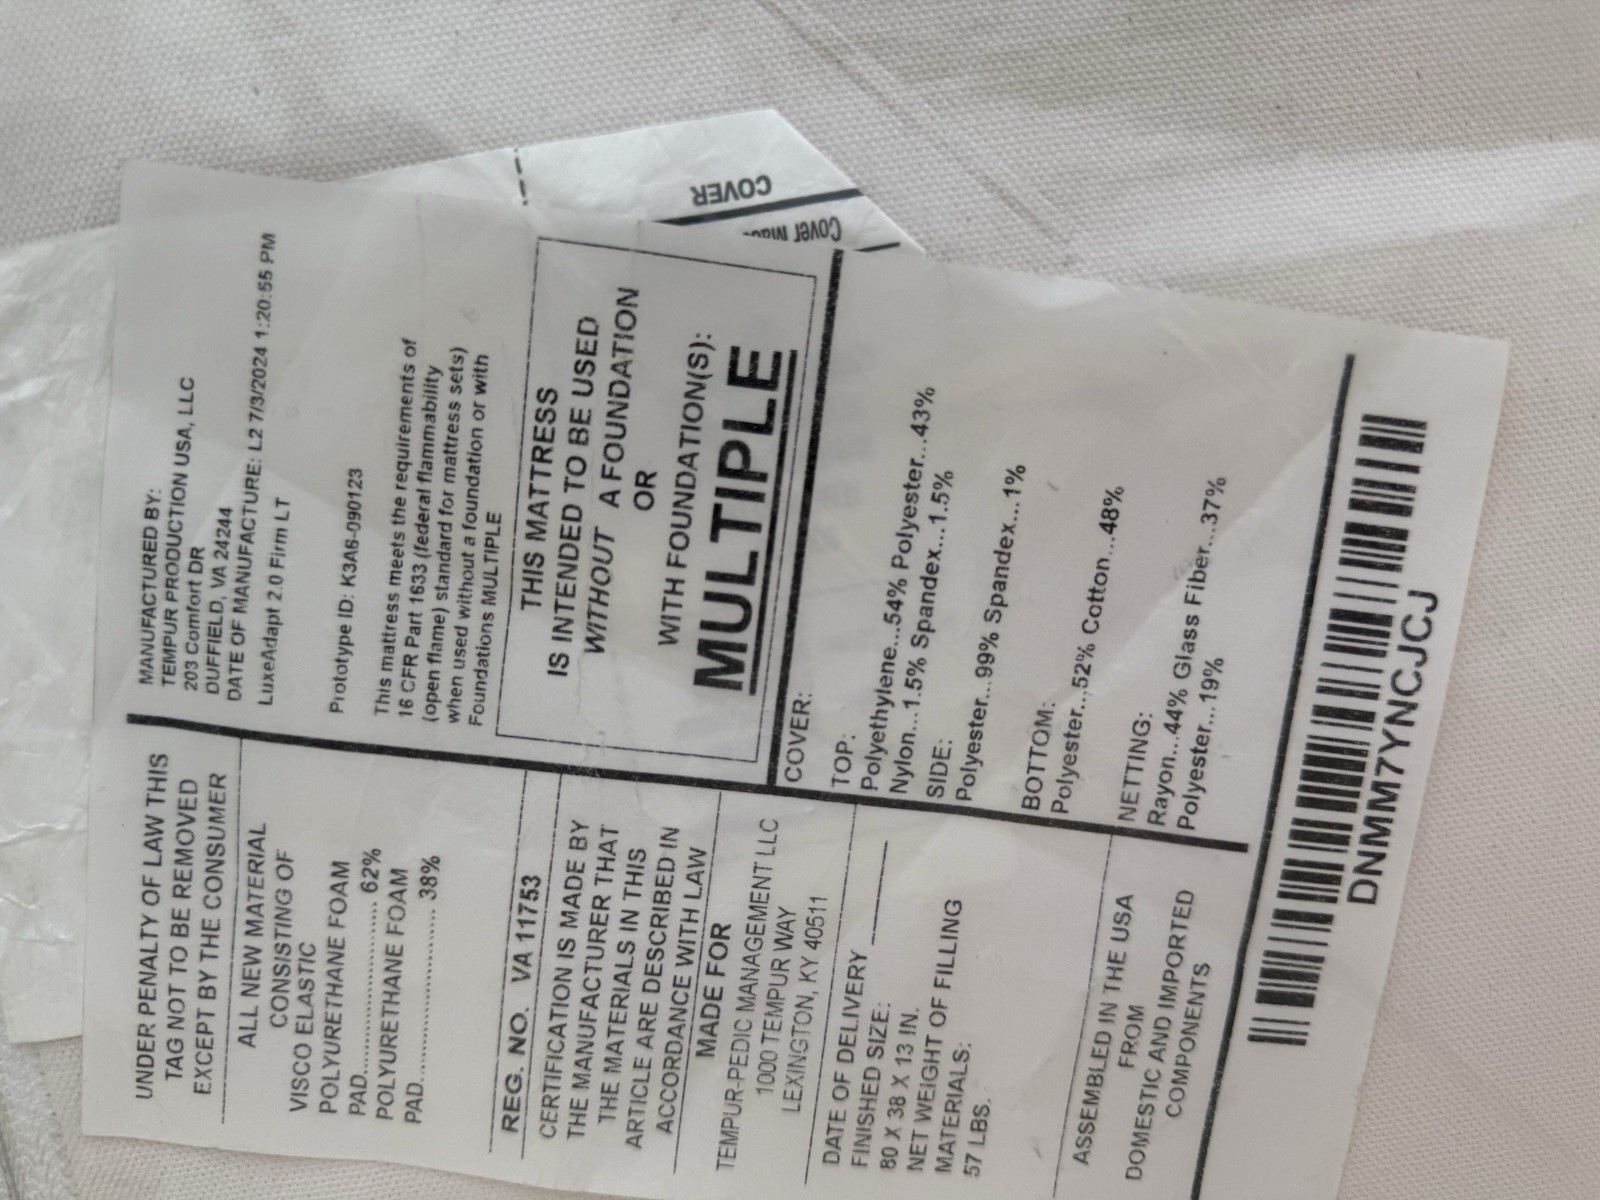 UNDER PENALTY OF LAW THIS
TAG NOT TO BE REMOVED
EXCEPT BY THE CONSUMER
ALL NEW MATERIAL
CONSISTING OF
VISCO ELASTIC
POLYURETHANE FOAM
PAD..................... 62%
POLYURETHANE FOAM
PAD..................... 38%
REG. NO. VA 11753
CERTIFICATION IS MADE BY
THE MANUFACTURER THAT
THE MATERIALS IN THIS
ARTICLE ARE DESCRIBED IN
ACCORDANCE WITH LAW
MADE FOR
TEMPUR-PEDIC MANAGEMENT LLC
1000 TEMPUR WAY
LEXINGTON, KY 40511
DATE OF DELIVERY
FINISHED SIZE:
80 X 38 X 13 IN.
NET WEIGHT OF FILLING
MATERIALS:
57 LBS.
ASSEMBLED IN THE USA
FROM
DOMESTIC AND IMPORTED
COMPONENTS
MANUFACTURED BY:
TEMPUR PRODUCTION USA, LLC
203 Comfort DR
DUFFIELD, VA 24244
DATE OF MANUFACTURE: L2 7/3/2024 1:20:55 PM
LuxeAdapt 2.0 Firm LT
Prototype ID: K3A6-090123
This mattress meets the requirements of
16 CFR Part 1633 (federal flammability
(open flame) standard for mattress sets)
when used without a foundation or with
Foundations MULTIPLE
THIS MATTRESS
IS INTENDED TO BE USED
WITHOUT A FOUNDATION
OR
WITH FOUNDATION(S):
MULTIPLE
COVER:
TOP:
Polyethylene...54% Polyester...43%
Nylon...1.5% Spandex...1.5%
SIDE:
Polyester...99% Spandex...1%
BOTTOM:
Polyester...52% Cotton...48%
NETTING:
Rayon...44% Glass Fiber...37%
Polyester...19%
DNMM7YNCJCJ
COVER
Cover